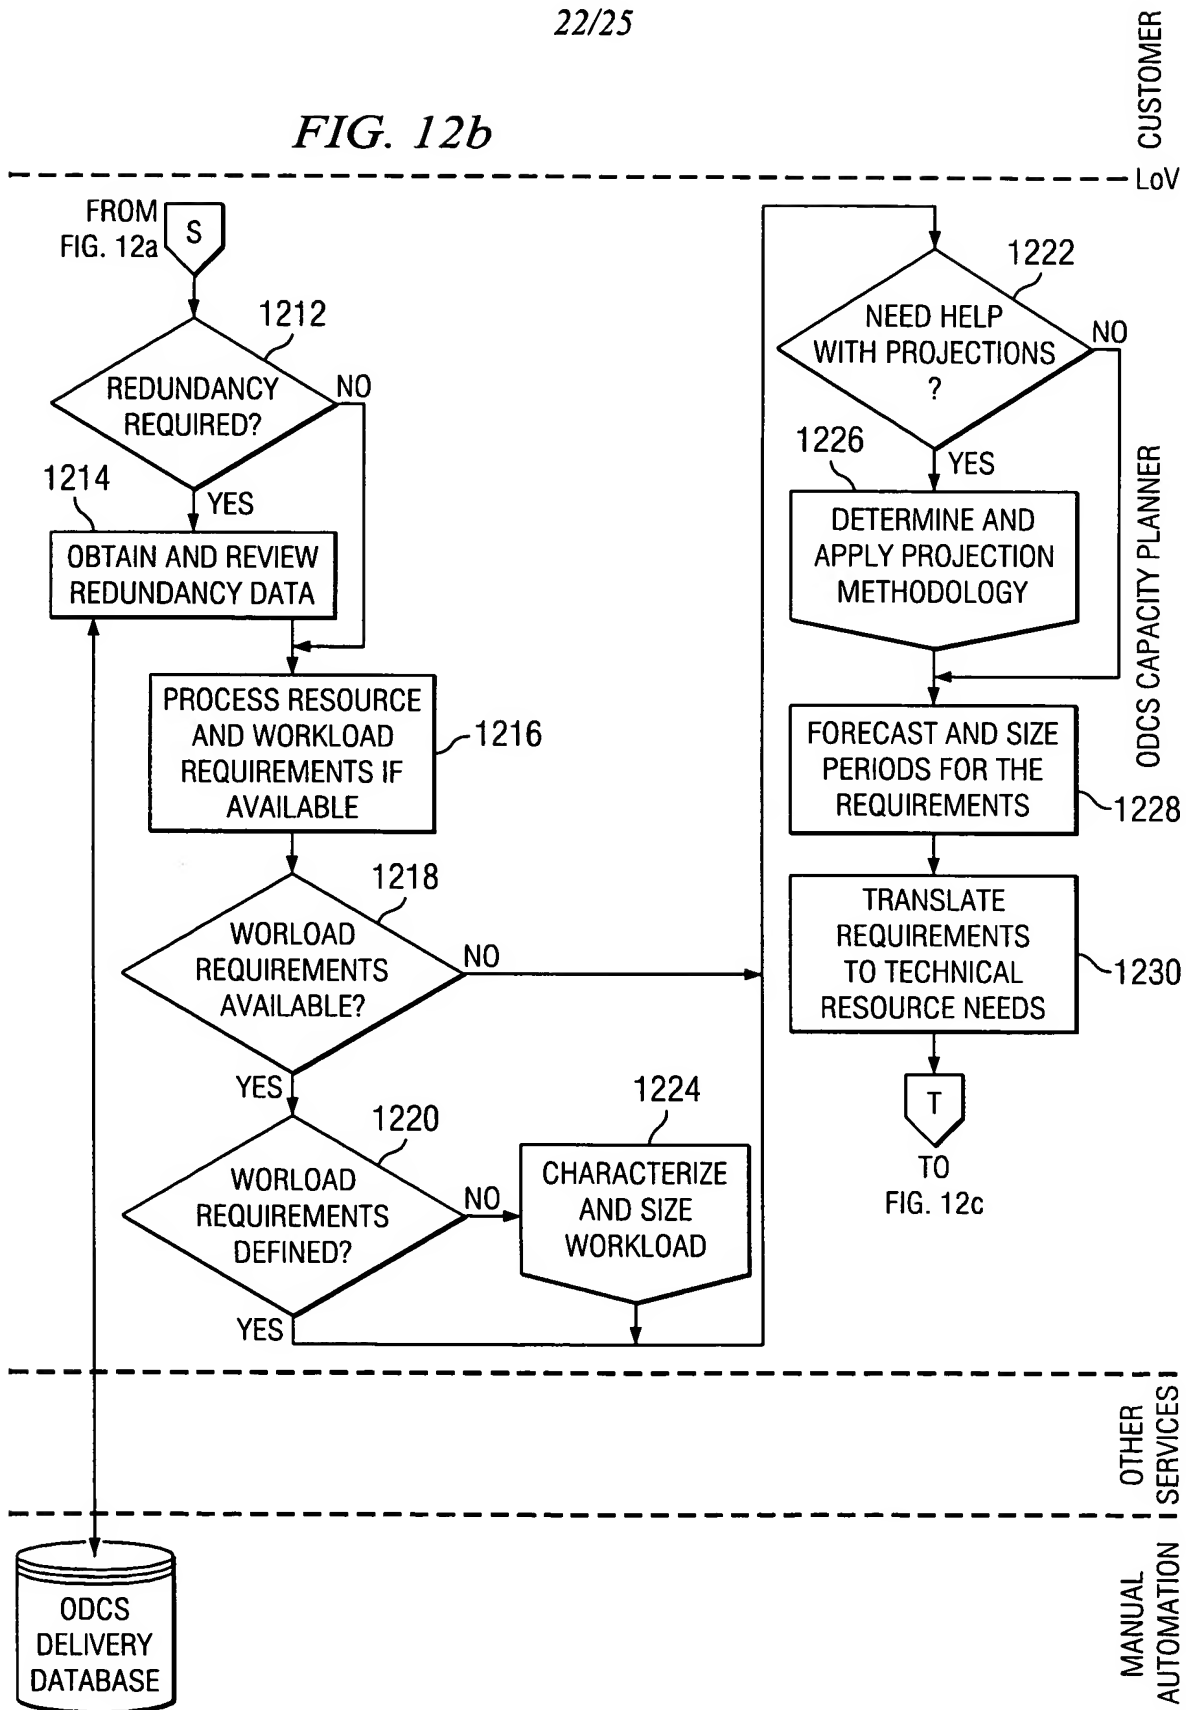 22/25
CUSTOMER
FIG. 12b
LoV
FROM
FIG. 12a
S
1212
REDUNDANCY
REQUIRED?
NO
1214
YES
OBTAIN AND REVIEW
REDUNDANCY DATA
PROCESS RESOURCE
AND WORKLOAD
REQUIREMENTS IF
AVAILABLE
1216
1218
WORLOAD
REQUIREMENTS
AVAILABLE?
NO
YES
1220
WORLOAD
REQUIREMENTS
DEFINED?
NO
YES
1224
CHARACTERIZE
AND SIZE
WORKLOAD
1222
NEED HELP
WITH PROJECTIONS
?
NO
1226
YES
DETERMINE AND
APPLY PROJECTION
METHODOLOGY
FORECAST AND SIZE
PERIODS FOR THE
REQUIREMENTS
1228
TRANSLATE
REQUIREMENTS
TO TECHNICAL
RESOURCE NEEDS
1230
T
TO
FIG. 12c
ODCS CAPACITY PLANNER
OTHER
SERVICES
ODCS
DELIVERY
DATABASE
MANUAL
AUTOMATION